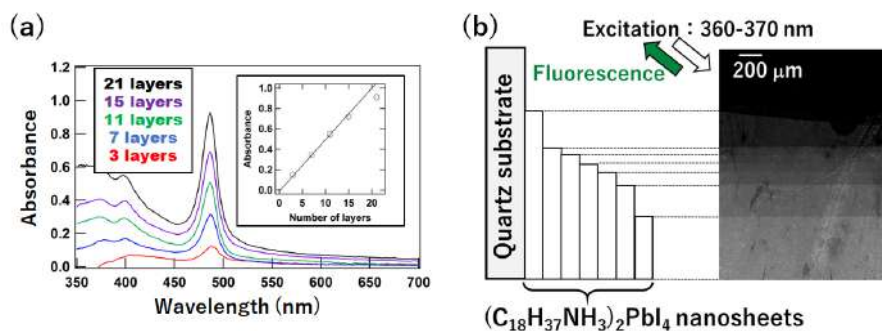 (a)
1.2
1.0
0.8
0.6
0.4
0.2
0.0
Absorbance
21 layers
15 layers
11 layers
7 layers
3 layers
1.0
0.8
0.6
0.4
0.2
0.0
Absorbance
0 5 10 15 20
Number of layers
350 400 450 500 550 600 650 700
Wavelength (nm)
(b)
Excitation : 360-370 nm
Fluorescence
200 μm
Quartz substrate
(C₁₈H₃₇NH₃)₂PbI₄ nanosheets